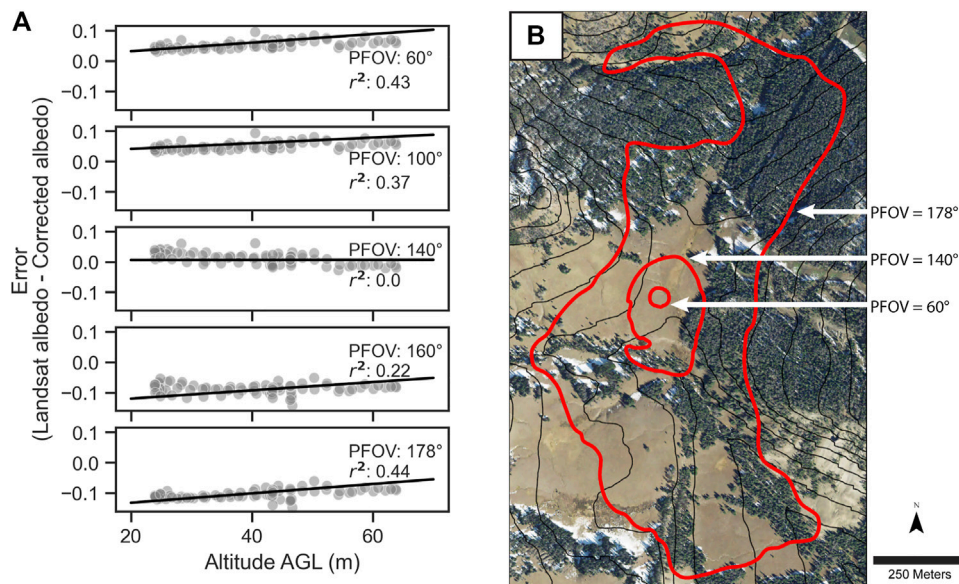 A
Error
(Landsat albedo - Corrected albedo)
0.1
0.0
−0.1
PFOV: 60°
r²: 0.43
0.1
0.0
−0.1
PFOV: 100°
r²: 0.37
0.1
0.0
−0.1
PFOV: 140°
r²: 0.0
0.1
0.0
−0.1
PFOV: 160°
r²: 0.22
0.1
0.0
−0.1
PFOV: 178°
r²: 0.44
20
40
60
Altitude AGL (m)
B
PFOV = 178°
PFOV = 140°
PFOV = 60°
N
250 Meters